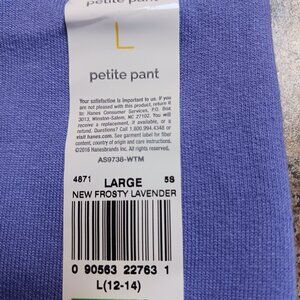 petite pant
L
petite pant
Your satisfaction is important to us. If you
are not pleased with this product, return it
to: Hanes Consumer Services, P.O. Box
3013, Winston-Salem, NC 27102. You will
receive a replacement, if available, or a
refund. Questions? Call 1.800.994.4348 or
visit hanes.com. See garment label for fiber
content, country of origin and care instructions.
©2016 Hanesbrands Inc. All rights reserved.
AS9738-WTM
4871 LARGE 5S
NEW FROSTY LAVENDER
0 90563 22763 1
L(12-14)